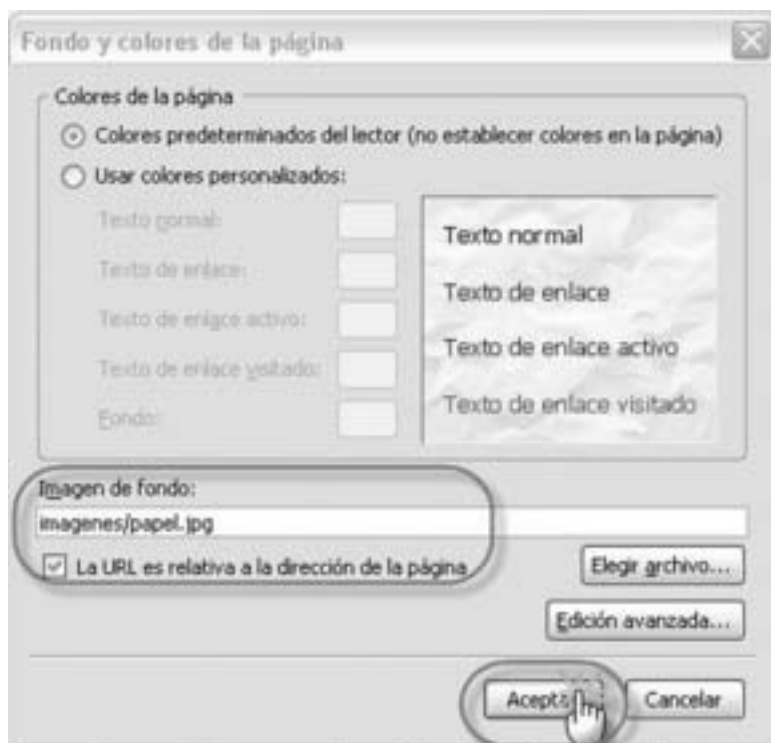 Fondo y colores de la página
Colores de la página
Colores predeterminados del lector (no establecer colores en la página)
Usar colores personalizados:
Texto normal:
Texto de enlace:
Texto de enlace activo:
Texto de enlace visitado:
Fondo:
Texto normal
Texto de enlace
Texto de enlace activo
Texto de enlace visitado
Imagen de fondo:
imagenes/papel.jpg
La URL es relativa a la dirección de la página
Elegir archivo...
Edición avanzada...
Acepta
Cancelar